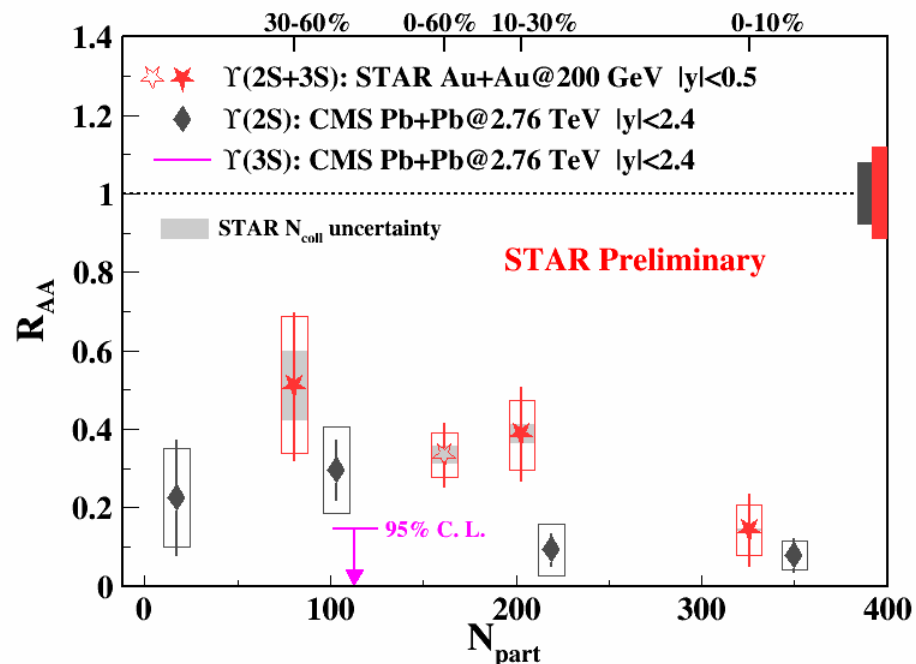 30-60% 0-60% 10-30% 0-10%
1.4
ϒ(2S+3S): STAR Au+Au@200 GeV |y|<0.5
1.2
ϒ(2S): CMS Pb+Pb@2.76 TeV |y|<2.4
ϒ(3S): CMS Pb+Pb@2.76 TeV |y|<2.4
1
STAR N_coll uncertainty
0.8
STAR Preliminary
R_AA
0.6
0.4
0.2
95% C. L.
0
0 100 200 300 400
N_part